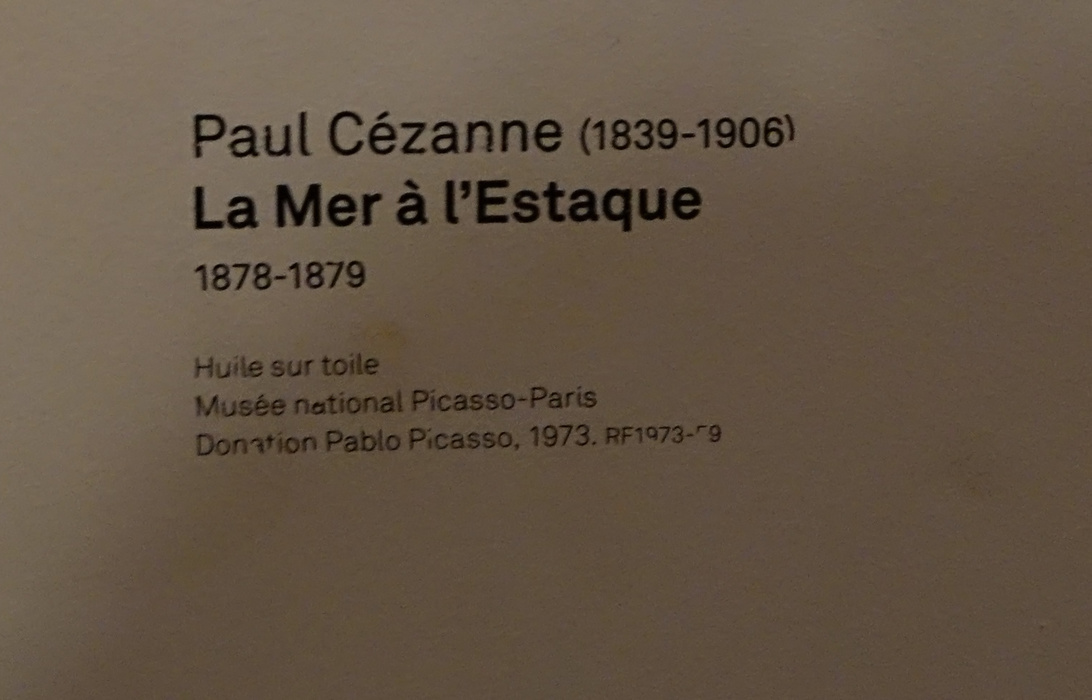 Paul Cézanne (1839-1906)
La Mer à l'Estaque
1878-1879
Huile sur toile
Musée national Picasso-Paris
Donation Pablo Picasso, 1973.